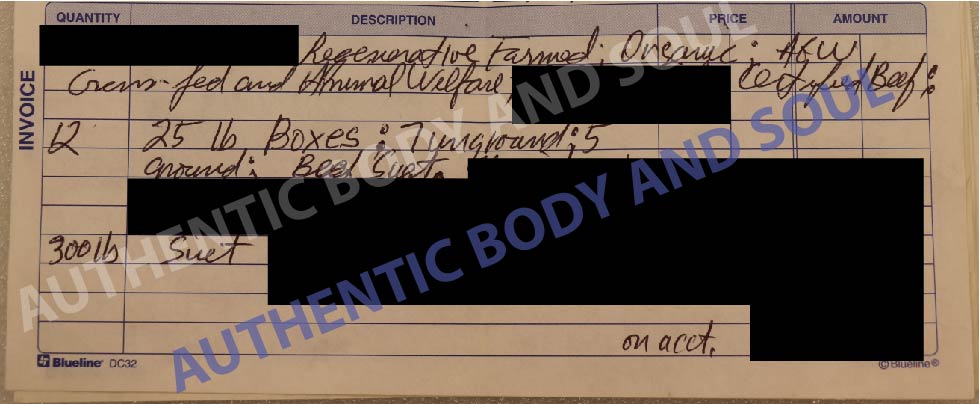 QUANTITY DESCRIPTION PRICE AMOUNT
INVOICE
Regenerative Farmed; Organic; AGW
Grass-fed and Animal Welfare Certified Beef:
12 25 lb Boxes: 7 unground; 5
ground: Beef Suet.
300 lb Suet
on acct.
Blueline DC32 © Blueline®
AUTHENTIC BODY AND SOUL
AUTHENTIC BODY AND SOUL